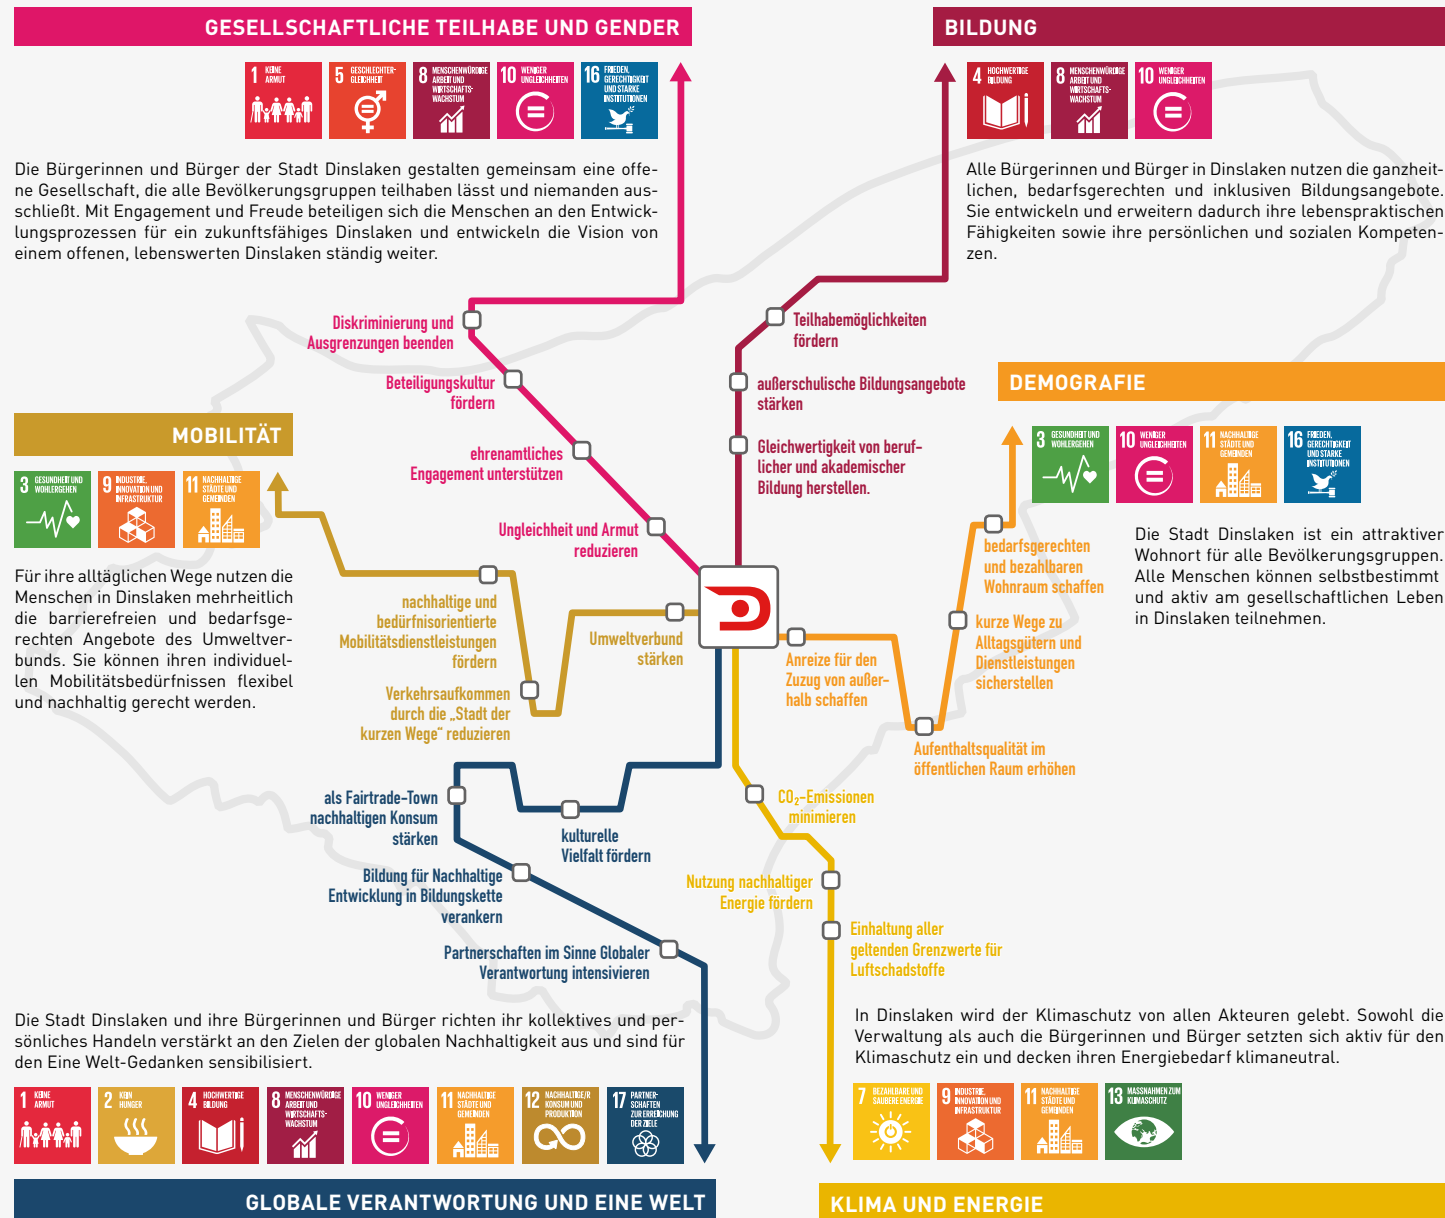 GESELLSCHAFTLICHE TEILHABE UND GENDER
1 KEINE
ARMUT
5 GESCHLECHTER-
GLEICHHEIT
8 MENSCHENWÜRDIGE
ARBEIT UND
WIRTSCHAFTS-
WACHSTUM
10 WENIGER
UNGLEICHHEITEN
16 FRIEDEN,
GERECHTIGKEIT
UND STARKE
INSTITUTIONEN
Die Bürgerinnen und Bürger der Stadt Dinslaken gestalten gemeinsam eine offe-
ne Gesellschaft, die alle Bevölkerungsgruppen teilhaben lässt und niemanden aus-
schließt. Mit Engagement und Freude beteiligen sich die Menschen an den Entwick-
lungsprozessen für ein zukunftsfähiges Dinslaken und entwickeln die Vision von
einem offenen, lebenswerten Dinslaken ständig weiter.
Diskriminierung und
Ausgrenzungen beenden
Beteiligungskultur
fördern
ehrenamtliches
Engagement unterstützen
Ungleichheit und Armut
reduzieren
BILDUNG
4 HOCHWERTIGE
BILDUNG
8 MENSCHENWÜRDIGE
ARBEIT UND
WIRTSCHAFTS-
WACHSTUM
10 WENIGER
UNGLEICHHEITEN
Alle Bürgerinnen und Bürger in Dinslaken nutzen die ganzheit-
lichen, bedarfsgerechten und inklusiven Bildungsangebote.
Sie entwickeln und erweitern dadurch ihre lebenspraktischen
Fähigkeiten sowie ihre persönlichen und sozialen Kompeten-
zen.
Teilhabemöglichkeiten
fördern
außerschulische Bildungsangebote
stärken
Gleichwertigkeit von beruf-
licher und akademischer
Bildung herstellen.
MOBILITÄT
3 GESUNDHEIT UND
WOHLERGEHEN
9 INDUSTRIE,
INNOVATION UND
INFRASTRUKTUR
11 NACHHALTIGE
STÄDTE UND
GEMEINDEN
Für ihre alltäglichen Wege nutzen die
Menschen in Dinslaken mehrheitlich
die barrierefreien und bedarfsge-
rechten Angebote des Umweltver-
bunds. Sie können ihren individuel-
len Mobilitätsbedürfnissen flexibel
und nachhaltig gerecht werden.
nachhaltige und
bedürfnisorientierte
Mobilitätsdienstleistungen
fördern
Verkehrsaufkommen
durch die „Stadt der
kurzen Wege“ reduzieren
Umweltverbund
stärken
DEMOGRAFIE
3 GESUNDHEIT UND
WOHLERGEHEN
10 WENIGER
UNGLEICHHEITEN
11 NACHHALTIGE
STÄDTE UND
GEMEINDEN
16 FRIEDEN,
GERECHTIGKEIT
UND STARKE
INSTITUTIONEN
Die Stadt Dinslaken ist ein attraktiver
Wohnort für alle Bevölkerungsgruppen.
Alle Menschen können selbstbestimmt
und aktiv am gesellschaftlichen Leben
in Dinslaken teilnehmen.
bedarfsgerechten
und bezahlbaren
Wohnraum schaffen
kurze Wege zu
Alltagsgütern und
Dienstleistungen
sicherstellen
Anreize für den
Zuzug von außer-
halb schaffen
Aufenthaltsqualität im
öffentlichen Raum erhöhen
als Fairtrade-Town
nachhaltigen Konsum
stärken
kulturelle
Vielfalt fördern
Bildung für Nachhaltige
Entwicklung in Bildungskette
verankern
Partnerschaften im Sinne Globaler
Verantwortung intensivieren
CO₂-Emissionen
minimieren
Nutzung nachhaltiger
Energie fördern
Einhaltung aller
geltenden Grenzwerte für
Luftschadstoffe
Die Stadt Dinslaken und ihre Bürgerinnen und Bürger richten ihr kollektives und per-
sönliches Handeln verstärkt an den Zielen der globalen Nachhaltigkeit aus und sind für
den Eine Welt-Gedanken sensibilisiert.
1 KEINE
ARMUT
2 KEIN
HUNGER
4 HOCHWERTIGE
BILDUNG
8 MENSCHENWÜRDIGE
ARBEIT UND
WIRTSCHAFTS-
WACHSTUM
10 WENIGER
UNGLEICHHEITEN
11 NACHHALTIGE
STÄDTE UND
GEMEINDEN
12 NACHHALTIGE/R
KONSUM UND
PRODUKTION
17 PARTNER-
SCHAFTEN
ZUR ERREICHUNG
DER ZIELE
GLOBALE VERANTWORTUNG UND EINE WELT
In Dinslaken wird der Klimaschutz von allen Akteuren gelebt. Sowohl die
Verwaltung als auch die Bürgerinnen und Bürger setzten sich aktiv für den
Klimaschutz ein und decken ihren Energiebedarf klimaneutral.
7 BEZAHLBARE UND
SAUBERE ENERGIE
9 INDUSTRIE,
INNOVATION UND
INFRASTRUKTUR
11 NACHHALTIGE
STÄDTE UND
GEMEINDEN
13 MASSNAHMEN ZUM
KLIMASCHUTZ
KLIMA UND ENERGIE